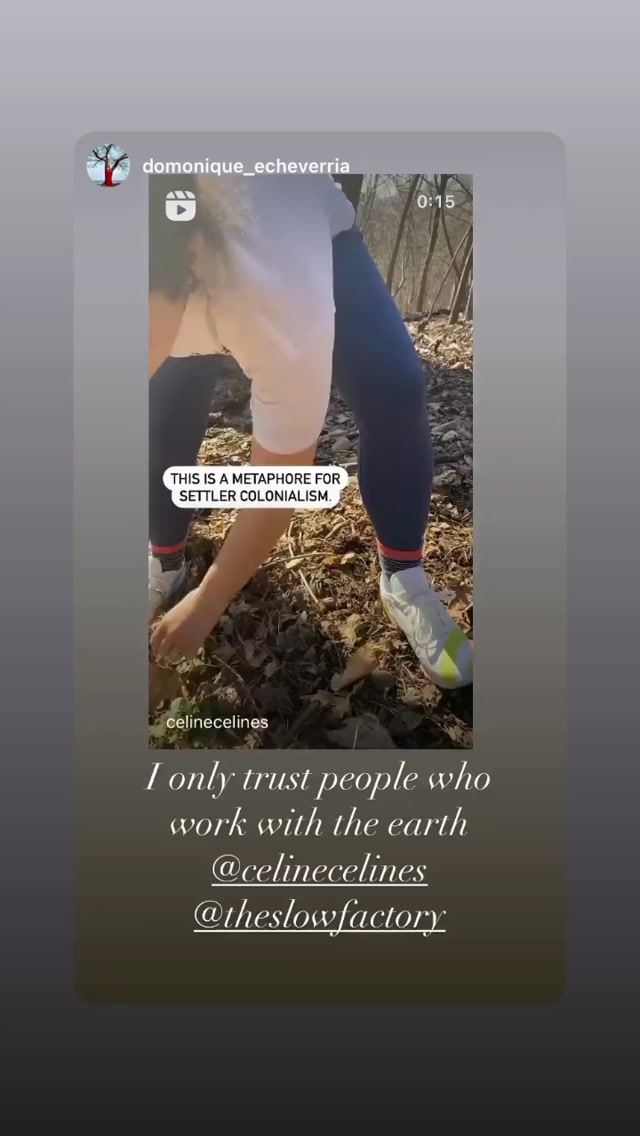 domonique_echeverria
0:15
THIS IS A METAPHORE FOR
SETTLER COLONIALISM.
celinecelines
I only trust people who
work with the earth
@celinecelines
@theslowfactory